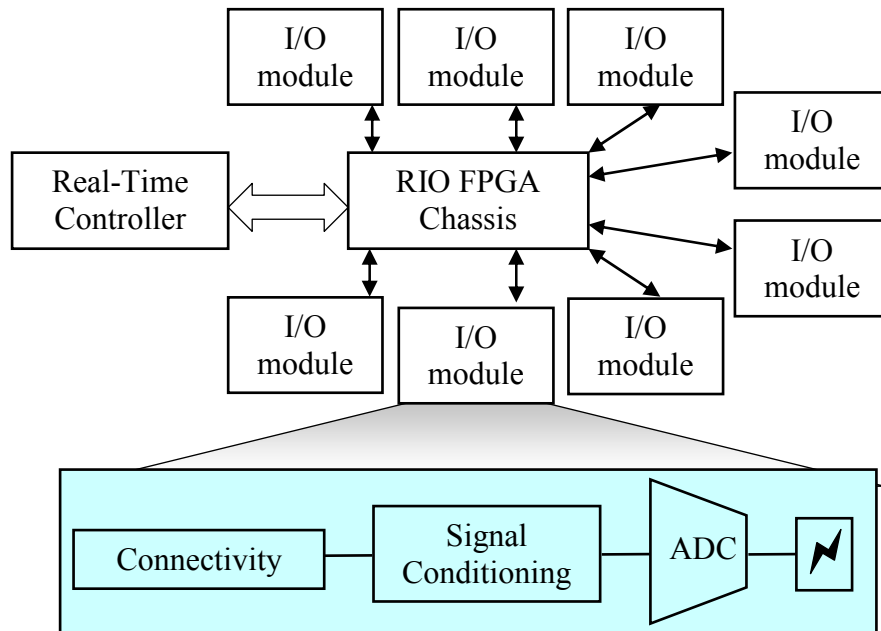 I/O
module
I/O
module
I/O
module
I/O
module
Real-Time
Controller
RIO FPGA
Chassis
I/O
module
I/O
module
I/O
module
I/O
module
Connectivity
Signal
Conditioning
ADC